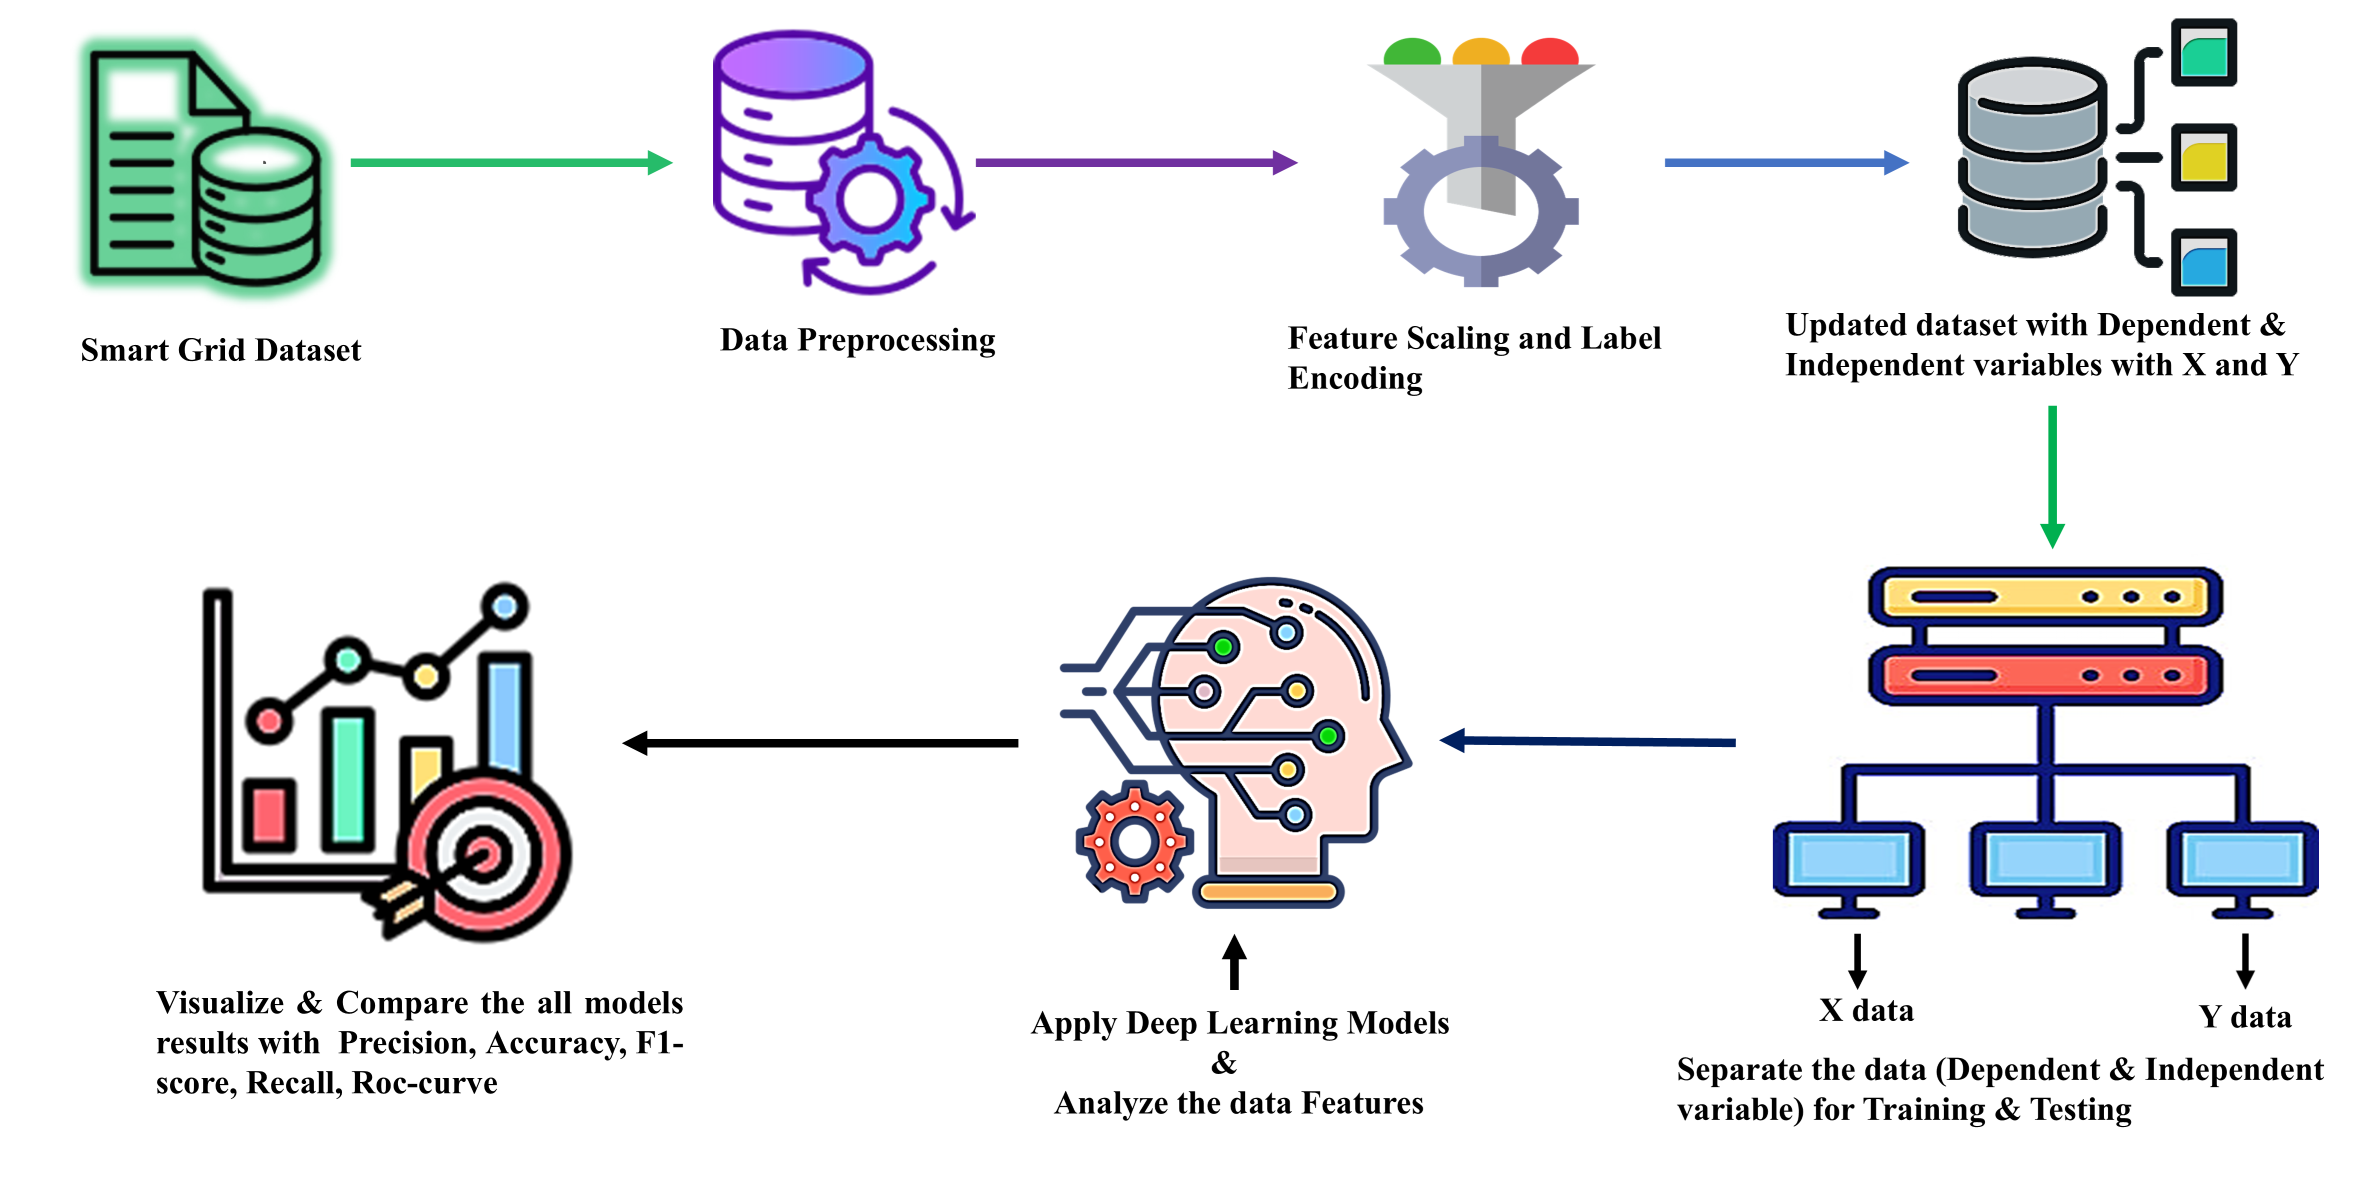 Smart Grid Dataset
Data Preprocessing
Feature Scaling and Label
Encoding
Updated dataset with Dependent &
Independent variables with X and Y
X data
Y data
Separate the data (Dependent & Independent
variable) for Training & Testing
Apply Deep Learning Models
&
Analyze the data Features
Visualize & Compare the all models
results with  Precision, Accuracy, F1-
score, Recall, Roc-curve